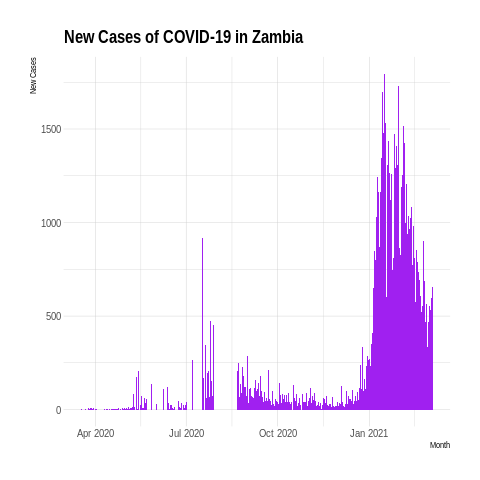 New Cases of COVID-19 in Zambia
New Cases
1500
1000
500
0
Apr 2020 Jul 2020 Oct 2020 Jan 2021
Month